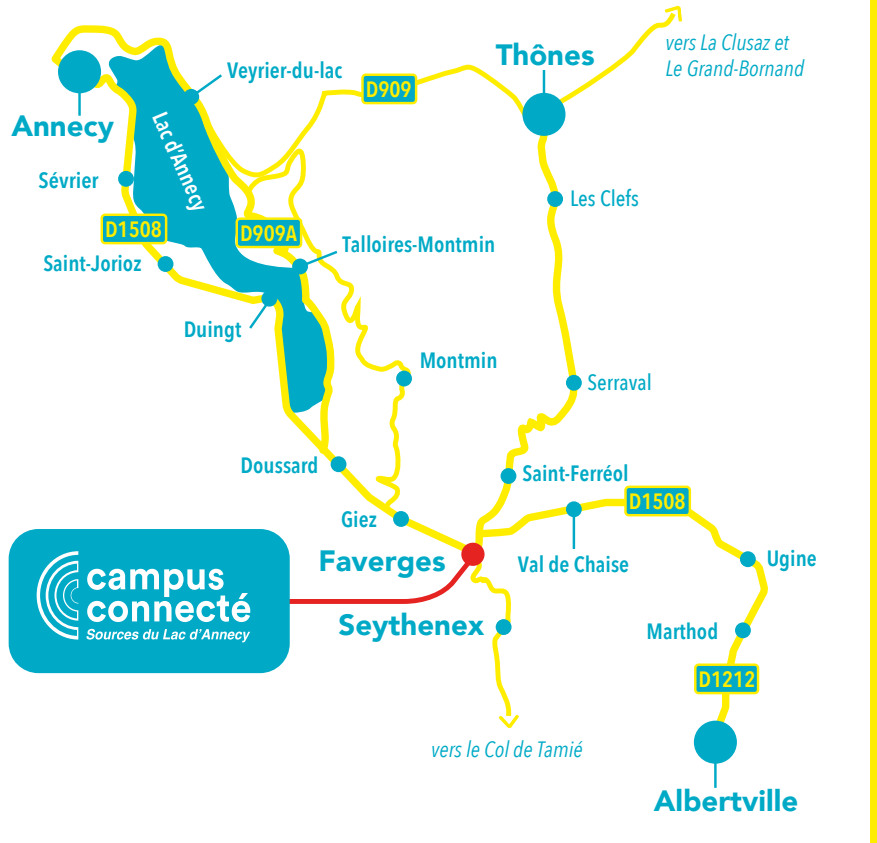 vers La Clusaz et
Le Grand-Bornand
Thônes
Veyrier-du-lac
D909
Annecy
Lac d'Annecy
Sévrier
Les Clefs
D1508
D909A
Talloires-Montmin
Saint-Jorioz
Duingt
Montmin
Serraval
Doussard
Saint-Ferréol
D1508
Giez
Faverges
Val de Chaise
Ugine
campus
connecté
Sources du Lac d'Annecy
Seythenex
Marthod
D1212
vers le Col de Tamié
Albertville